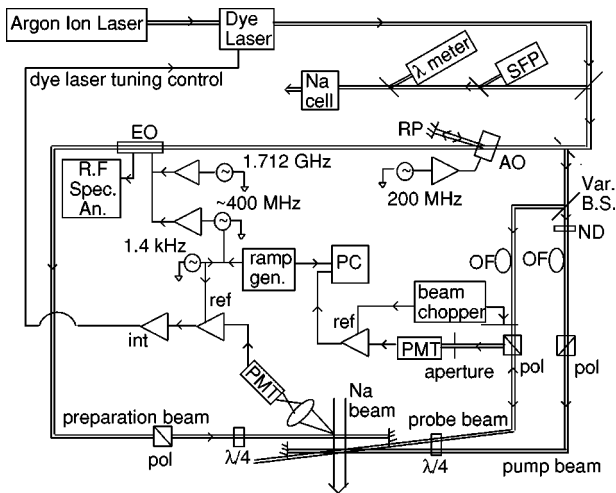 Argon Ion Laser
Dye
Laser
dye laser tuning control
λ meter
SFP
Na
cell
RP
AO
EO
R.F
Spec.
An.
1.712 GHz
200 MHz
~400 MHz
Var.
B.S.
ND
1.4 kHz
OF
OF
ramp
gen.
PC
beam
chopper
ref
ref
int
PMT
aperture
pol
pol
PMT
Na
beam
preparation beam
probe beam
pol
λ/4
λ/4
pump beam